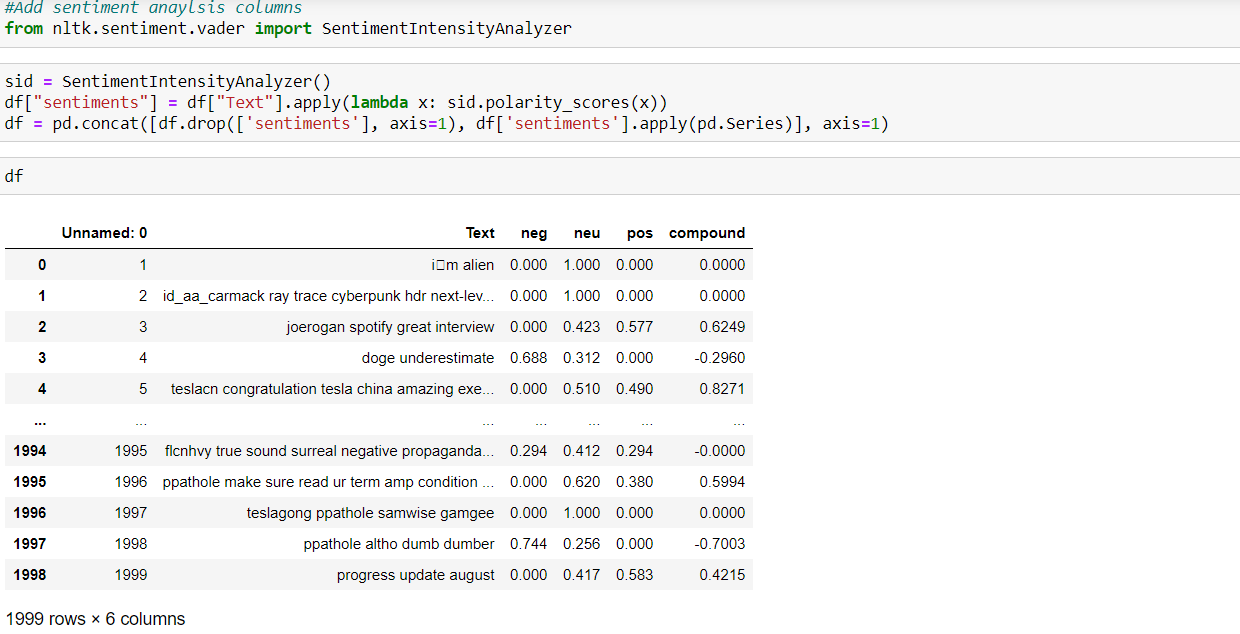 #Add sentiment anaylsis columns
from nltk.sentiment.vader import SentimentIntensityAnalyzer
sid = SentimentIntensityAnalyzer()
df["sentiments"] = df["Text"].apply(lambda x: sid.polarity_scores(x))
df = pd.concat([df.drop(['sentiments'], axis=1), df['sentiments'].apply(pd.Series)], axis=1)
df
Unnamed: 0 Text neg neu pos compound
0 1 i▯m alien 0.000 1.000 0.000 0.0000
1 2 id_aa_carmack ray trace cyberpunk hdr next-lev... 0.000 1.000 0.000 0.0000
2 3 joerogan spotify great interview 0.000 0.423 0.577 0.6249
3 4 doge underestimate 0.688 0.312 0.000 -0.2960
4 5 teslacn congratulation tesla china amazing exe... 0.000 0.510 0.490 0.8271
... ... ... ... ... ... ...
1994 1995 flcnhvy true sound surreal negative propaganda... 0.294 0.412 0.294 -0.0000
1995 1996 ppathole make sure read ur term amp condition ... 0.000 0.620 0.380 0.5994
1996 1997 teslagong ppathole samwise gamgee 0.000 1.000 0.000 0.0000
1997 1998 ppathole altho dumb dumber 0.744 0.256 0.000 -0.7003
1998 1999 progress update august 0.000 0.417 0.583 0.4215
1999 rows × 6 columns